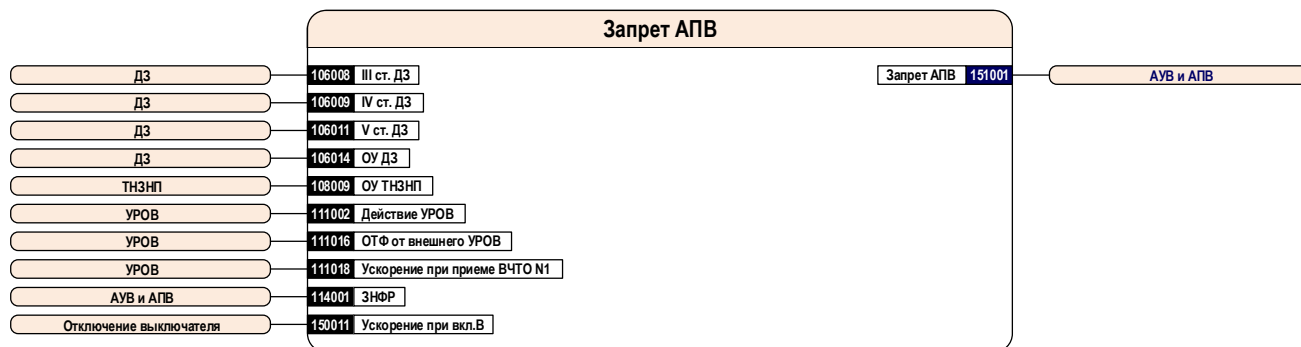 Запрет АПВ
ДЗ 106008 III ст. ДЗ Запрет АПВ 151001 АУВ и АПВ
ДЗ 106009 IV ст. ДЗ
ДЗ 106011 V ст. ДЗ
ДЗ 106014 ОУ ДЗ
ТНЗНП 108009 ОУ ТНЗНП
УРОВ 111002 Действие УРОВ
УРОВ 111016 ОТФ от внешнего УРОВ
УРОВ 111018 Ускорение при приеме ВЧТО N1
АУВ и АПВ 114001 ЗНФР
Отключение выключателя 150011 Ускорение при вкл.В